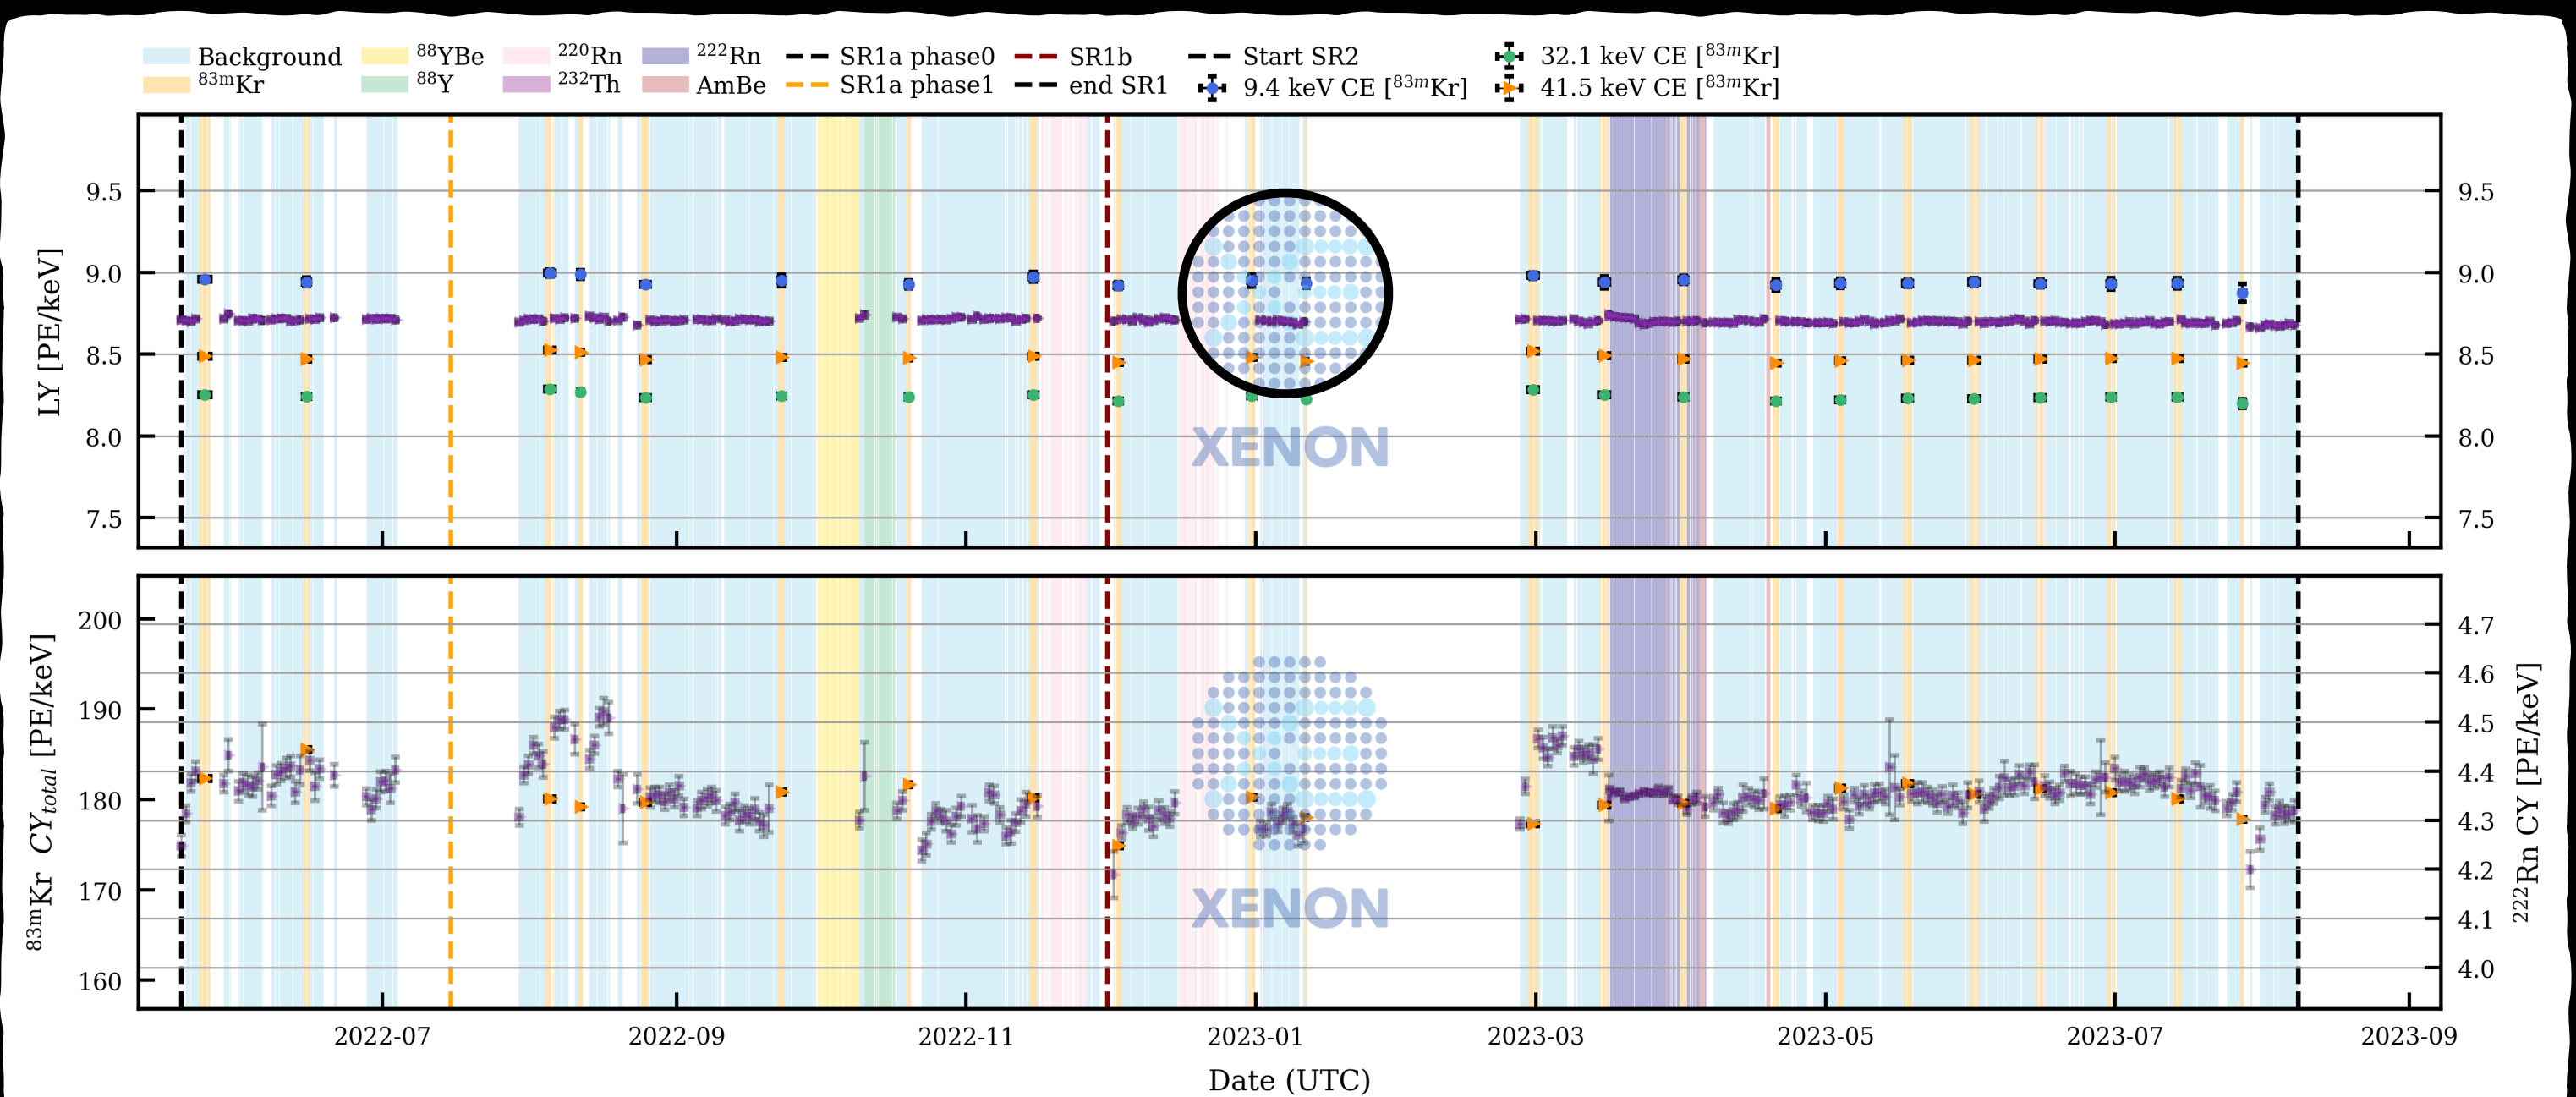 Background ⁸⁸YBe ²²⁰Rn ²²²Rn SR1a phase0 SR1b Start SR2 32.1 keV CE [⁸³ᵐKr]
⁸³ᵐKr ⁸⁸Y ²³²Th AmBe SR1a phase1 end SR1 9.4 keV CE [⁸³ᵐKr] 41.5 keV CE [⁸³ᵐKr]
LY [PE/keV]
9.5 9.5
9.0 9.0
8.5 8.5
8.0 8.0
XENON
7.5 7.5
⁸³ᵐKr CY_total [PE/keV]
200
190
180
170
160
4.7
4.6
4.5
4.4
4.3
4.2
4.1
4.0
²²²Rn CY [PE/keV]
XENON
2022-07 2022-09 2022-11 2023-01 2023-03 2023-05 2023-07 2023-09
Date (UTC)